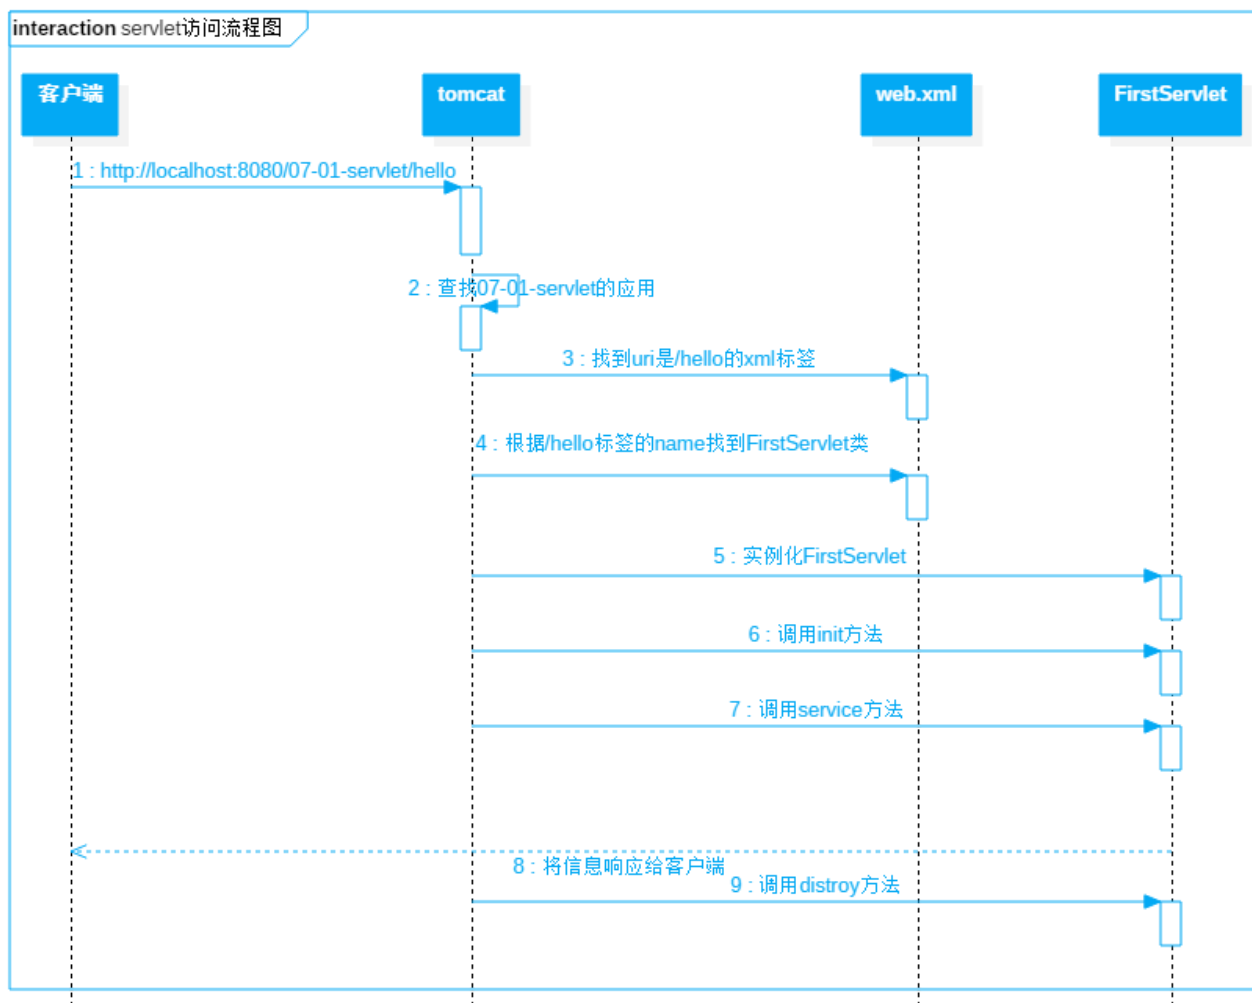 interaction servlet访问流程图
客户端
tomcat
web.xml
FirstServlet
1 : http://localhost:8080/07-01-servlet/hello
2 : 查找07-01-servlet的应用
3 : 找到uri是/hello的xml标签
4 : 根据/hello标签的name找到FirstServlet类
5 : 实例化FirstServlet
6 : 调用init方法
7 : 调用service方法
8 : 将信息响应给客户端
9 : 调用distroy方法